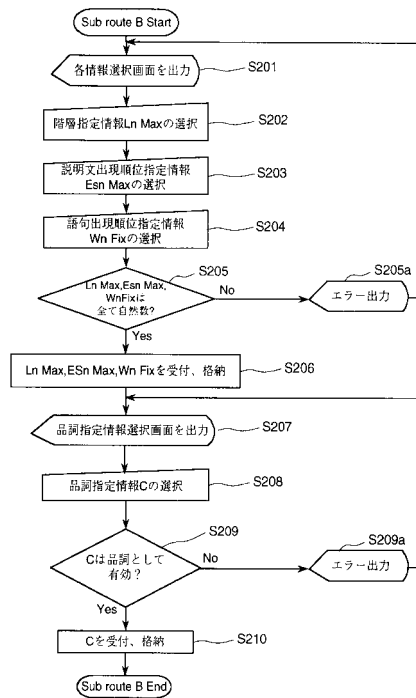 Sub route B Start
各情報選択画面を出力
S201
階層指定情報Ln Maxの選択
S202
説明文出現順位指定情報
Esn Maxの選択
S203
語句出現順位指定情報
Wn Fixの選択
S204
Ln Max,Esn Max,
WnFixは
全て自然数?
S205
No
S205a
エラー出力
Yes
Ln Max,ESn Max,Wn Fixを受付、格納
S206
品詞指定情報選択画面を出力
S207
品詞指定情報Cの選択
S208
Cは品詞として
有効?
S209
No
S209a
エラー出力
Yes
Cを受付、格納
S210
Sub route B End